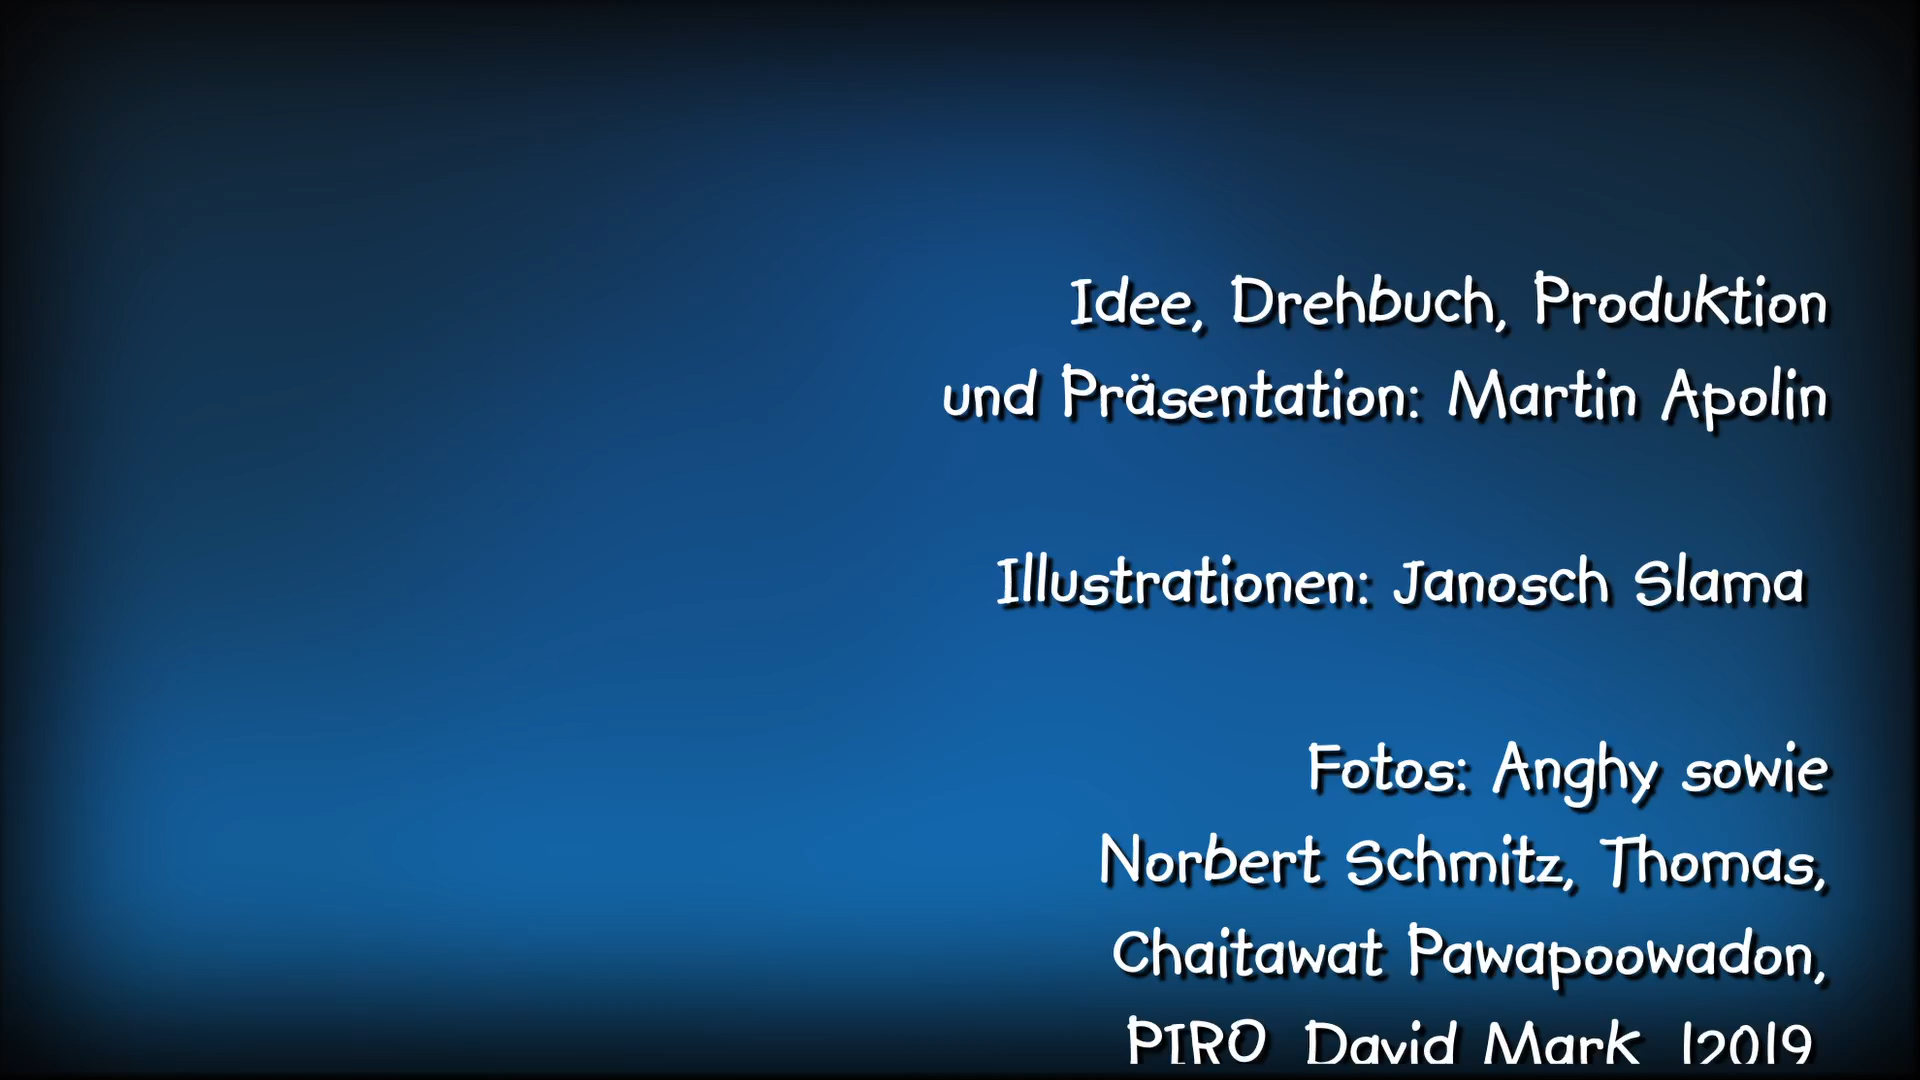 Idee, Drehbuch, Produktion
und Präsentation: Martin Apolin
Illustrationen: Janosch Slama
Fotos: Anghy sowie
Norbert Schmitz, Thomas,
Chaitawat Pawapoowadon,
PIRO David Mark 12019